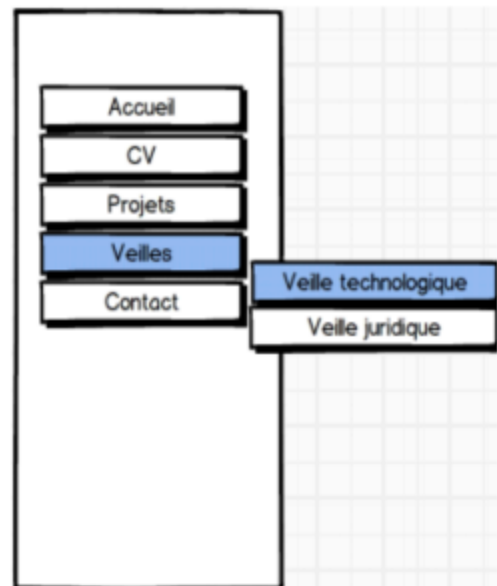 Accueil
CV
Projets
Veilles
Veille technologique
Contact
Veille juridique